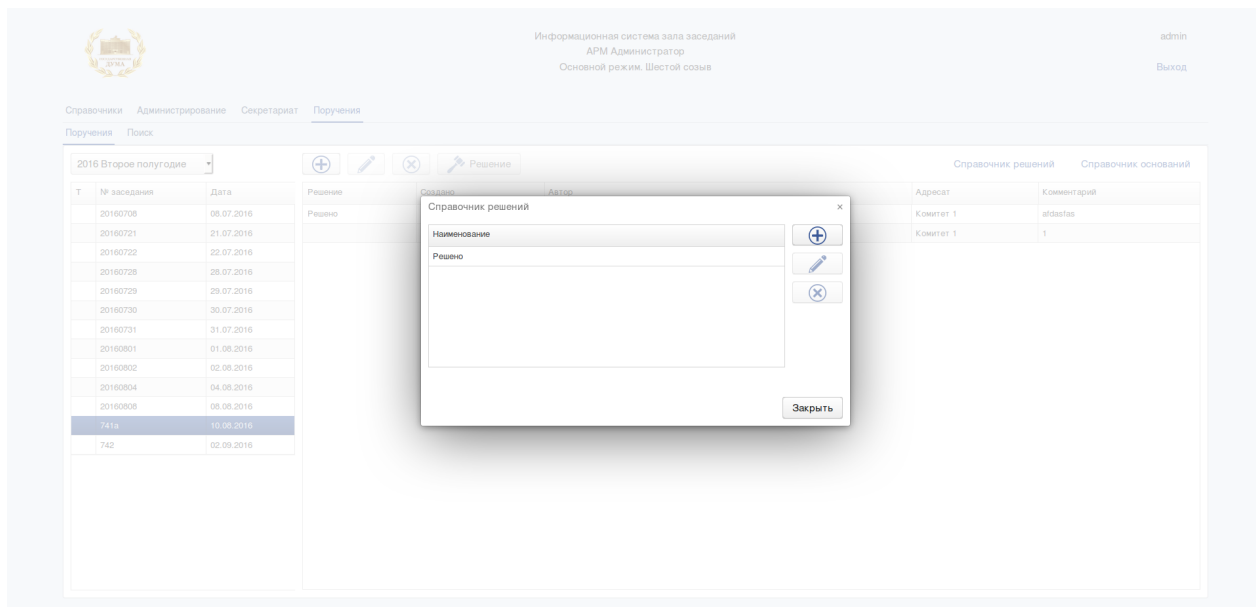 Информационная система зала заседаний
admin
АРМ Администратор
ДУМА
Основной режим. Шестой созыв
Выход
Справочники Администрирование Секретариат Поручения
Поручения Поиск
2016 Второе полугодие
Решение
Справочник решений Справочник оснований
Т № заседания Дата
Решение Создано Автор Адресат Комментарий
20160708 08.07.2016
Решено Комитет 1 afdasfas
20160721 21.07.2016
Комитет 1 1
20160722 22.07.2016
20160728 28.07.2016
20160729 29.07.2016
20160730 30.07.2016
20160731 31.07.2016
20160801 01.08.2016
20160802 02.08.2016
20160804 04.08.2016
20160808 08.08.2016
741а 10.08.2016
742 02.09.2016
Справочник решений ×
Наименование
Решено
Закрыть